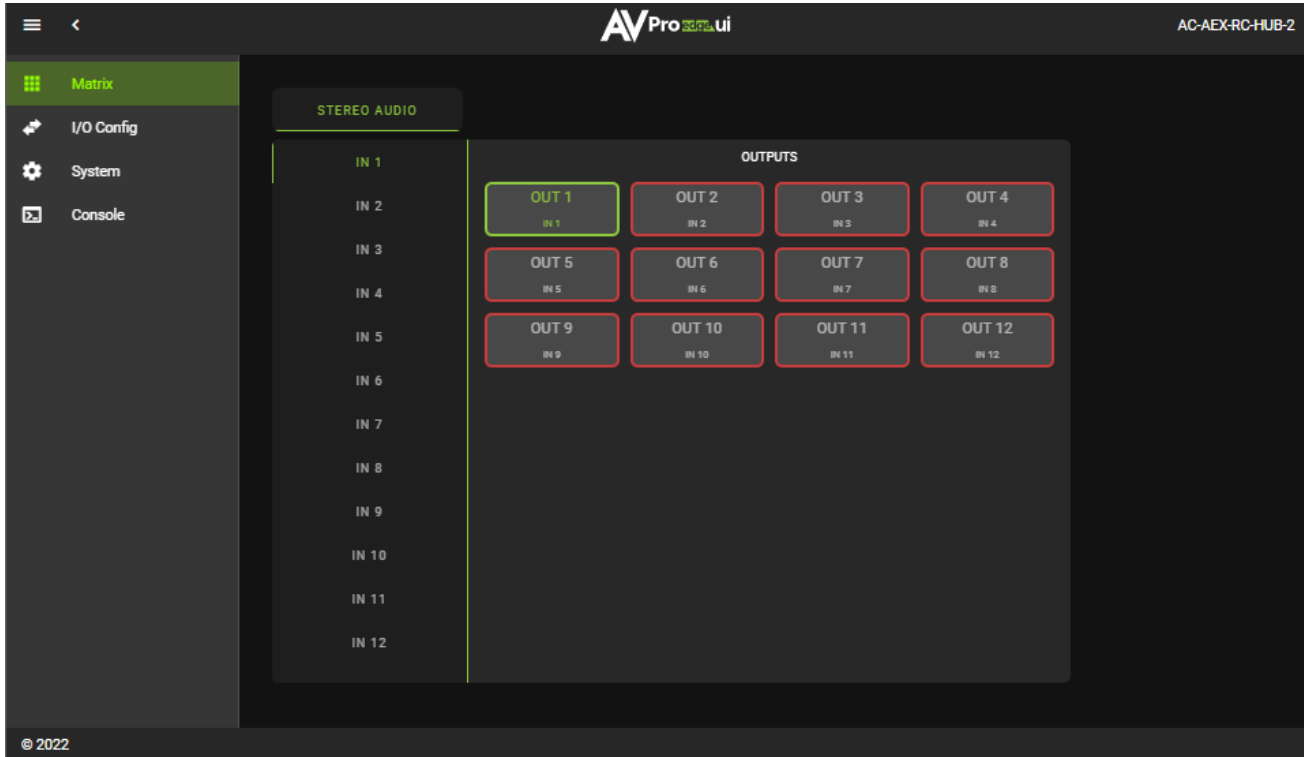 AVPro edge.ui
AC-AEX-RC-HUB-2
Matrix
I/O Config
System
Console
STEREO AUDIO
IN 1
IN 2
IN 3
IN 4
IN 5
IN 6
IN 7
IN 8
IN 9
IN 10
IN 11
IN 12
OUTPUTS
OUT 1
IN 1
OUT 2
IN 2
OUT 3
IN 3
OUT 4
IN 4
OUT 5
IN 5
OUT 6
IN 6
OUT 7
IN 7
OUT 8
IN 8
OUT 9
IN 9
OUT 10
IN 10
OUT 11
IN 11
OUT 12
IN 12
© 2022